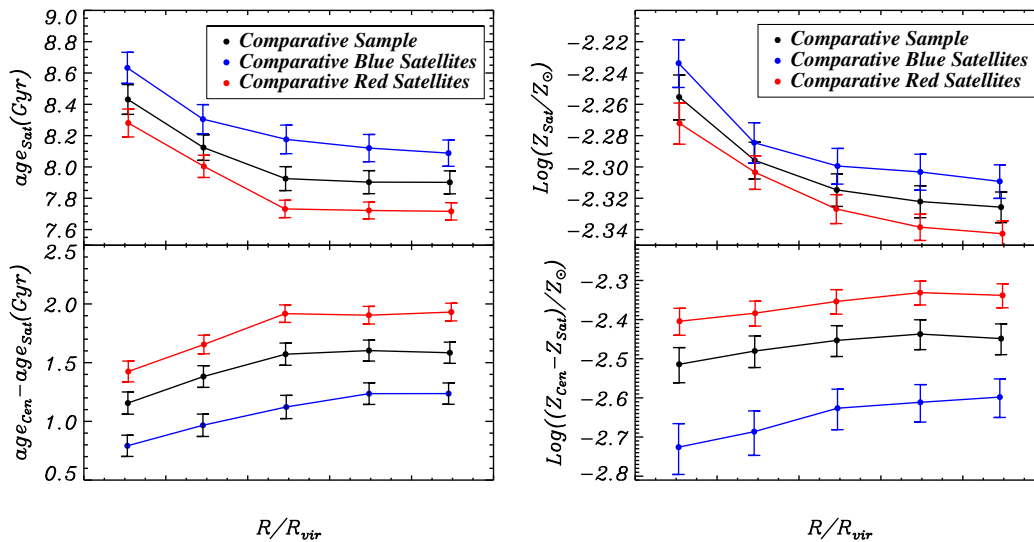 9.0
8.8
8.6
8.4
8.2
8.0
7.8
7.6
age_Sat(Gyr)
Comparative Sample
Comparative Blue Satellites
Comparative Red Satellites
−2.22
−2.24
−2.26
−2.28
−2.30
−2.32
−2.34
Log(Z_Sat/Z_⊙)
Comparative Sample
Comparative Blue Satellites
Comparative Red Satellites
2.5
2.0
1.5
1.0
0.5
age_Cen−age_Sat(Gyr)
R/R_vir
−2.3
−2.4
−2.5
−2.6
−2.7
−2.8
Log((Z_Cen−Z_Sat)/Z_⊙)
R/R_vir